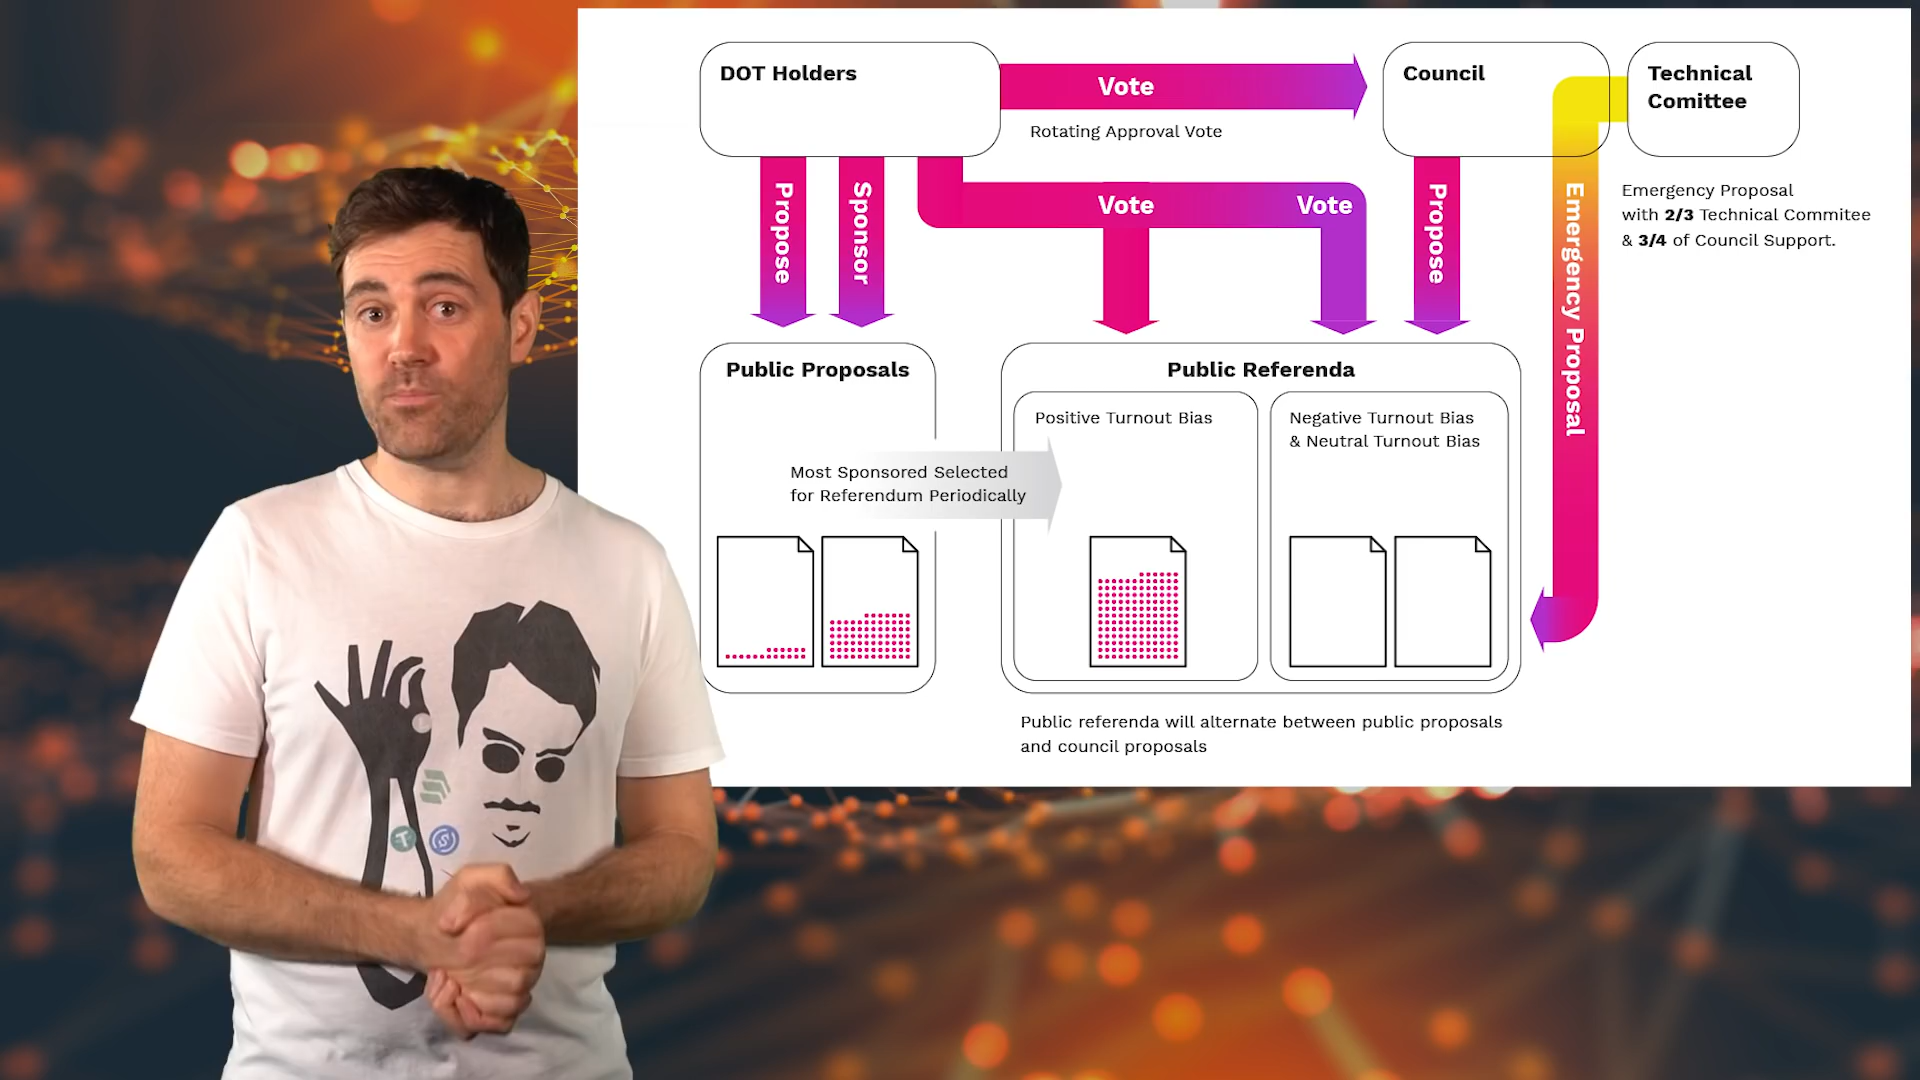 DOT Holders
Vote
Rotating Approval Vote
Council
Technical
Comittee
Propose
Sponsor
Vote
Vote
Propose
Emergency Proposal
Emergency Proposal
with 2/3 Technical Commitee
& 3/4 of Council Support.
Public Proposals
Public Referenda
Positive Turnout Bias
Negative Turnout Bias
& Neutral Turnout Bias
Most Sponsored Selected
for Referendum Periodically
Public referenda will alternate between public proposals
and council proposals